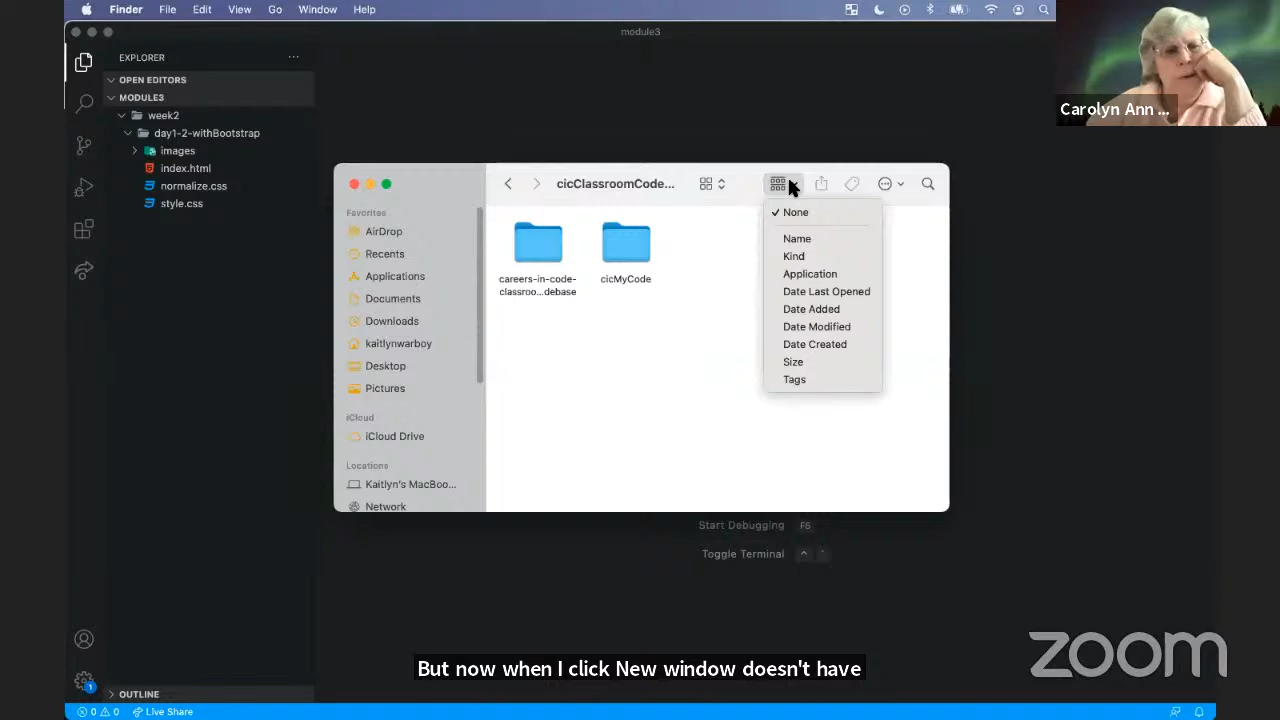 Finder File Edit View Go Window Help
module3
EXPLORER
OPEN EDITORS
MODULE3
week2
day1-2-withBootstrap
images
index.html
normalize.css
style.css
OUTLINE
0 0 Live Share
1
cicClassroomCode...
Favorites
AirDrop
Recents
Applications
Documents
Downloads
kaitlynwarboy
Desktop
Pictures
iCloud
iCloud Drive
Locations
Kaitlyn's MacBoo...
Network
careers-in-code-
classroo...debase
cicMyCode
✓ None
Name
Kind
Application
Date Last Opened
Date Added
Date Modified
Date Created
Size
Tags
Start Debugging F5
Toggle Terminal ^ `
Carolyn Ann ...
But now when I click New window doesn't have
zoom